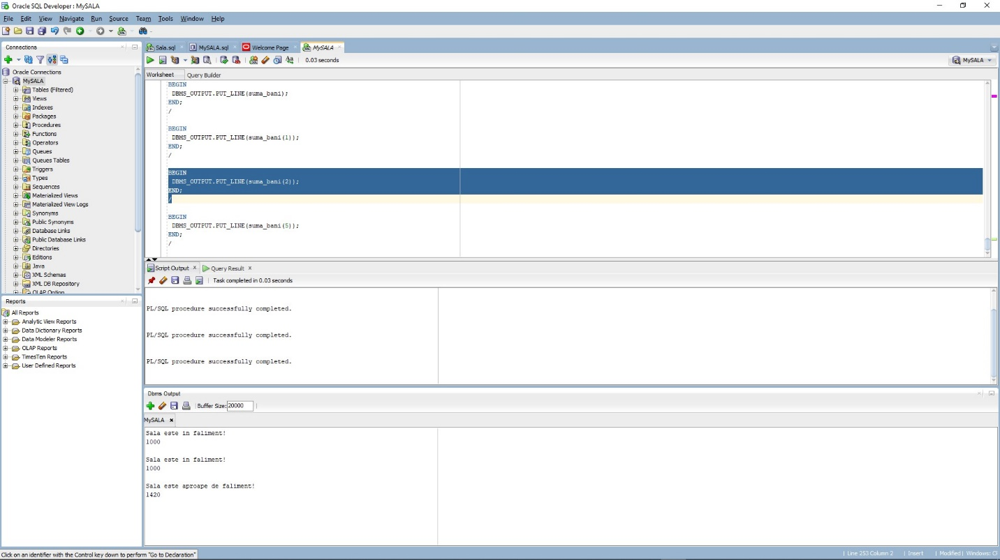 Oracle SQL Developer : MySALA
File Edit View Navigate Run Source Team Tools Window Help
Connections
Oracle Connections
MySALA
Tables (Filtered)
Views
Indexes
Packages
Procedures
Functions
Operators
Queues
Queues Tables
Triggers
Types
Sequences
Materialized Views
Materialized View Logs
Synonyms
Public Synonyms
Database Links
Public Database Links
Directories
Editions
Java
XML Schemas
XML DB Repository
OLAP Option
Reports
All Reports
Analytic View Reports
Data Dictionary Reports
Data Modeler Reports
OLAP Reports
TimesTen Reports
User Defined Reports
Sala.sql MySALA.sql Welcome Page MySALA
0.03 seconds MySALA
Worksheet Query Builder
BEGIN
DBMS_OUTPUT.PUT_LINE(suma_bani);
END;
/
BEGIN
DBMS_OUTPUT.PUT_LINE(suma_bani(1));
END;
/
BEGIN
DBMS_OUTPUT.PUT_LINE(suma_bani(2));
END;
/
BEGIN
DBMS_OUTPUT.PUT_LINE(suma_bani(5));
END;
/
Script Output x Query Result x
Task completed in 0.03 seconds
PL/SQL procedure successfully completed.
PL/SQL procedure successfully completed.
PL/SQL procedure successfully completed.
Dbms Output
Buffer Size: 20000
MySALA x
Sala este in faliment!
1000
Sala este in faliment!
1000
Sala este aproape de faliment!
1420
Click on an identifier with the Control key down to perform "Go to Declaration"
Line 253 Column 2 | Insert | Modified | Windows: Cl